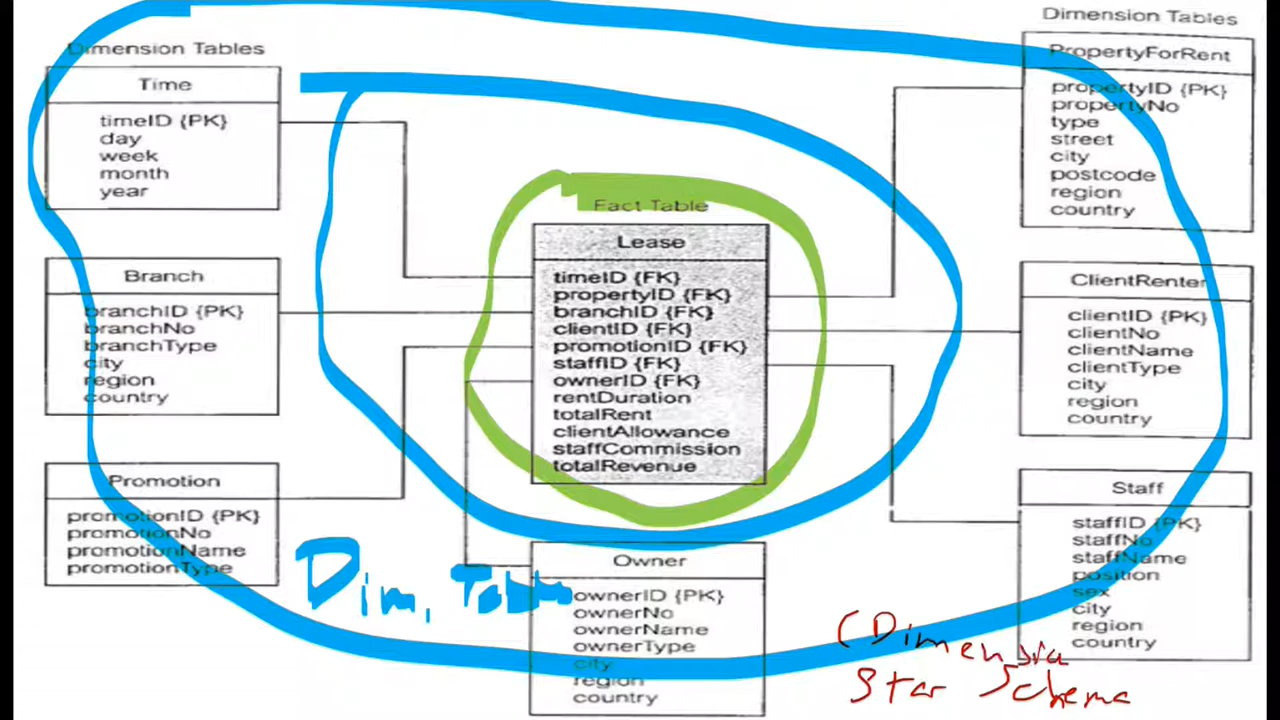 Dimension Tables
Time
timeID {PK}
day
week
month
year
Branch
branchID {PK}
branchNo
branchType
city
region
country
Promotion
promotionID {PK}
promotionNo
promotionName
promotionType
Fact Table
Lease
timeID {FK}
propertyID {FK}
branchID {FK}
clientID {FK}
promotionID {FK}
staffID {FK}
ownerID {FK}
rentDuration
totalRent
clientAllowance
staffCommission
totalRevenue
Dim. Tables
Owner
ownerID {PK}
ownerNo
ownerName
ownerType
city
region
country
Dimension Tables
PropertyForRent
propertyID {PK}
propertyNo
type
street
city
postcode
region
country
ClientRenter
clientID {PK}
clientNo
clientName
clientType
city
region
country
Staff
staffID {PK}
staffNo
staffName
position
sex
city
region
country
(Dimensia
Star Schema